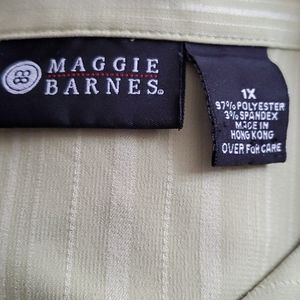 MAGGIE
BARNES
1X
97% POLYESTER
3% SPANDEX
MADE IN
HONG KONG
OVER FOR CARE